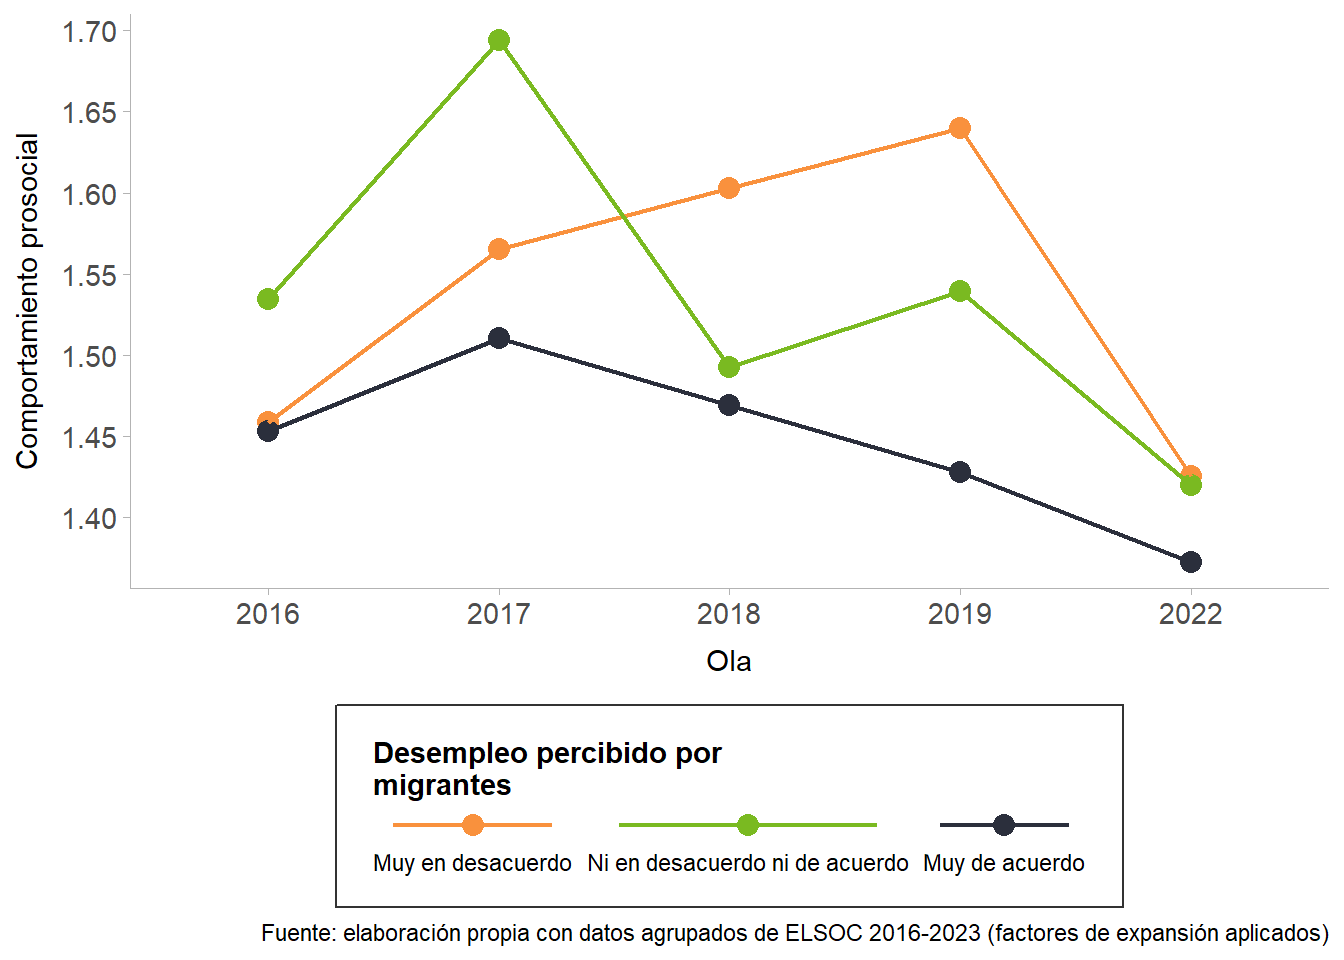 1.70
1.65
1.60
1.55
1.50
1.45
1.40
Comportamiento prosocial
2016 2017 2018 2019 2022
Ola
Desempleo percibido por
migrantes
Muy en desacuerdo Ni en desacuerdo ni de acuerdo Muy de acuerdo
Fuente: elaboración propia con datos agrupados de ELSOC 2016-2023 (factores de expansión aplicados)